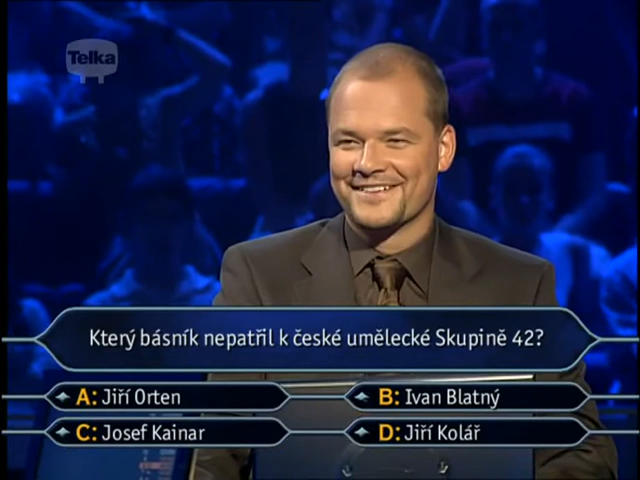 Telka
Který básník nepatřil k české umělecké Skupině 42?
A: Jiří Orten
B: Ivan Blatný
C: Josef Kainar
D: Jiří Kolář